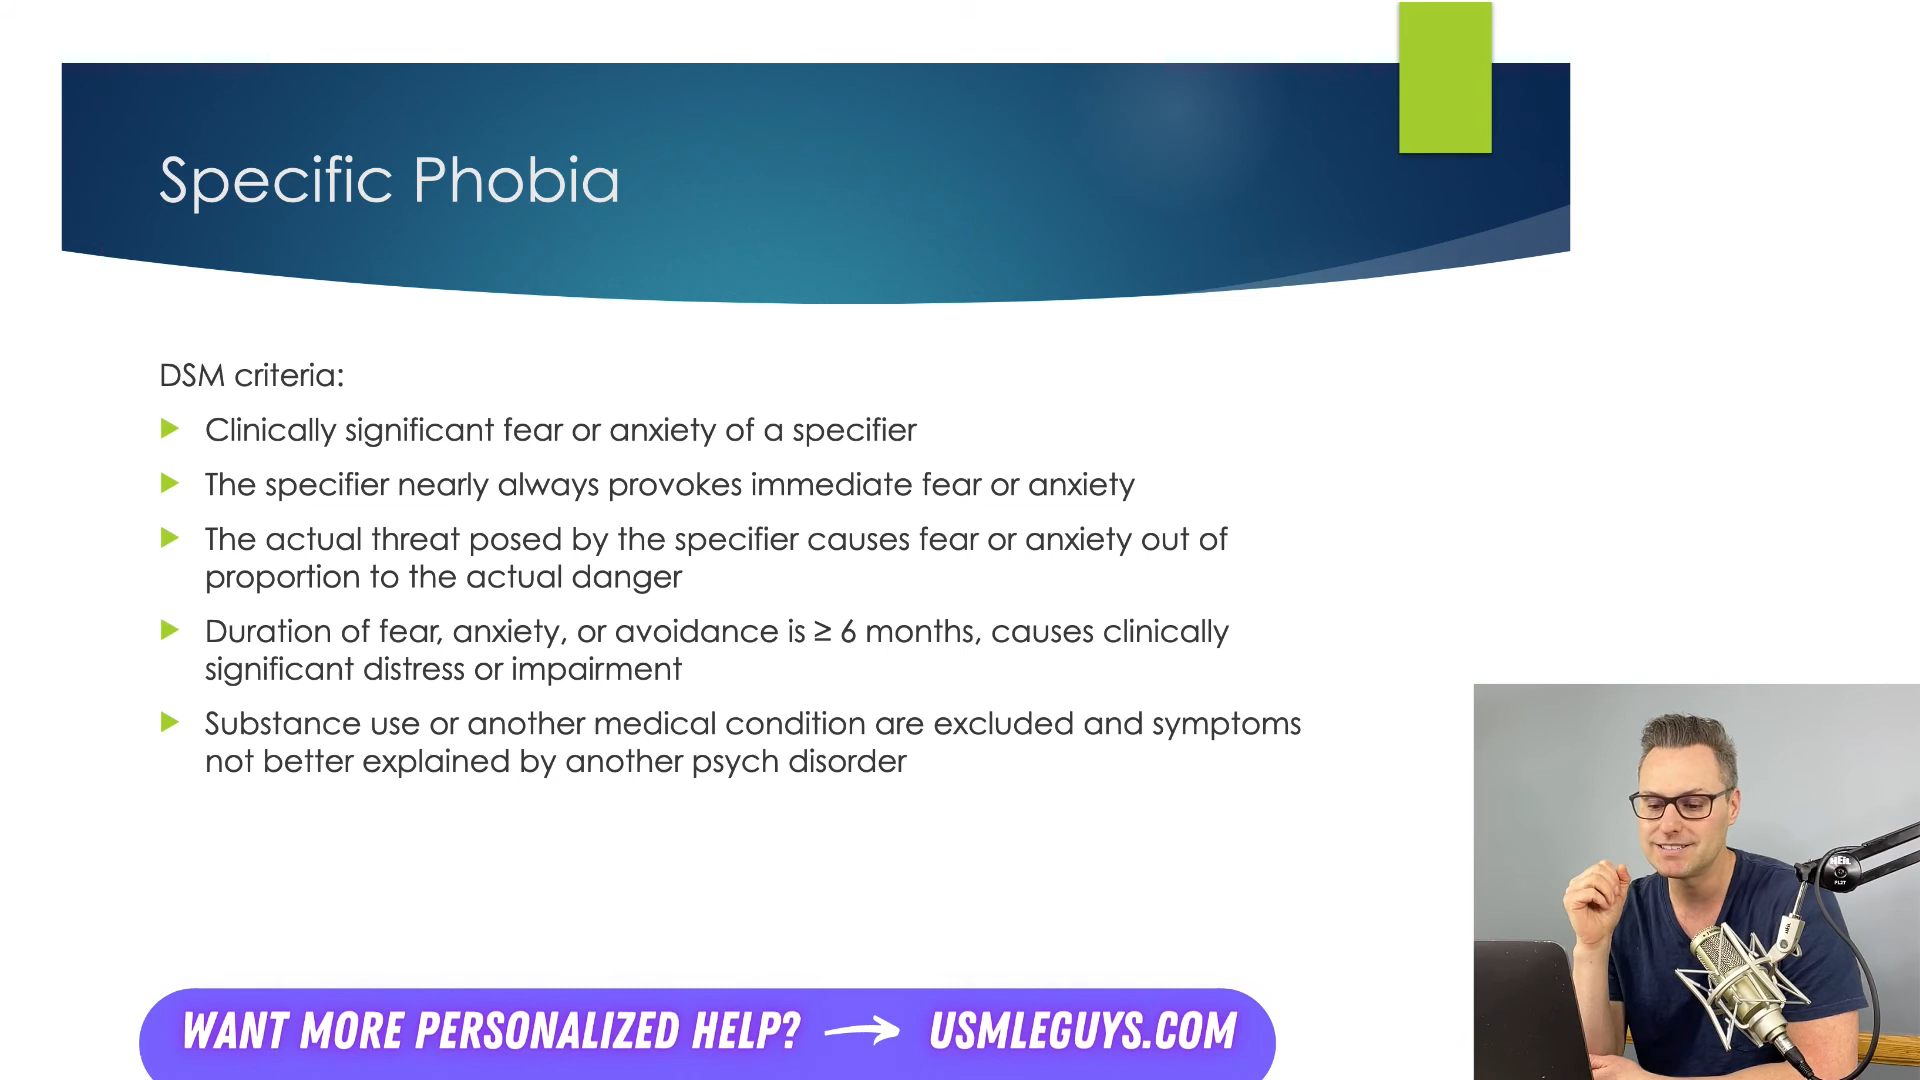 Specific Phobia
DSM criteria:
Clinically significant fear or anxiety of a specifier
The specifier nearly always provokes immediate fear or anxiety
The actual threat posed by the specifier causes fear or anxiety out of
proportion to the actual danger
Duration of fear, anxiety, or avoidance is ≥ 6 months, causes clinically
significant distress or impairment
Substance use or another medical condition are excluded and symptoms
not better explained by another psych disorder
HEIL
PL2T
WANT MORE PERSONALIZED HELP? → USMLEGUYS.COM